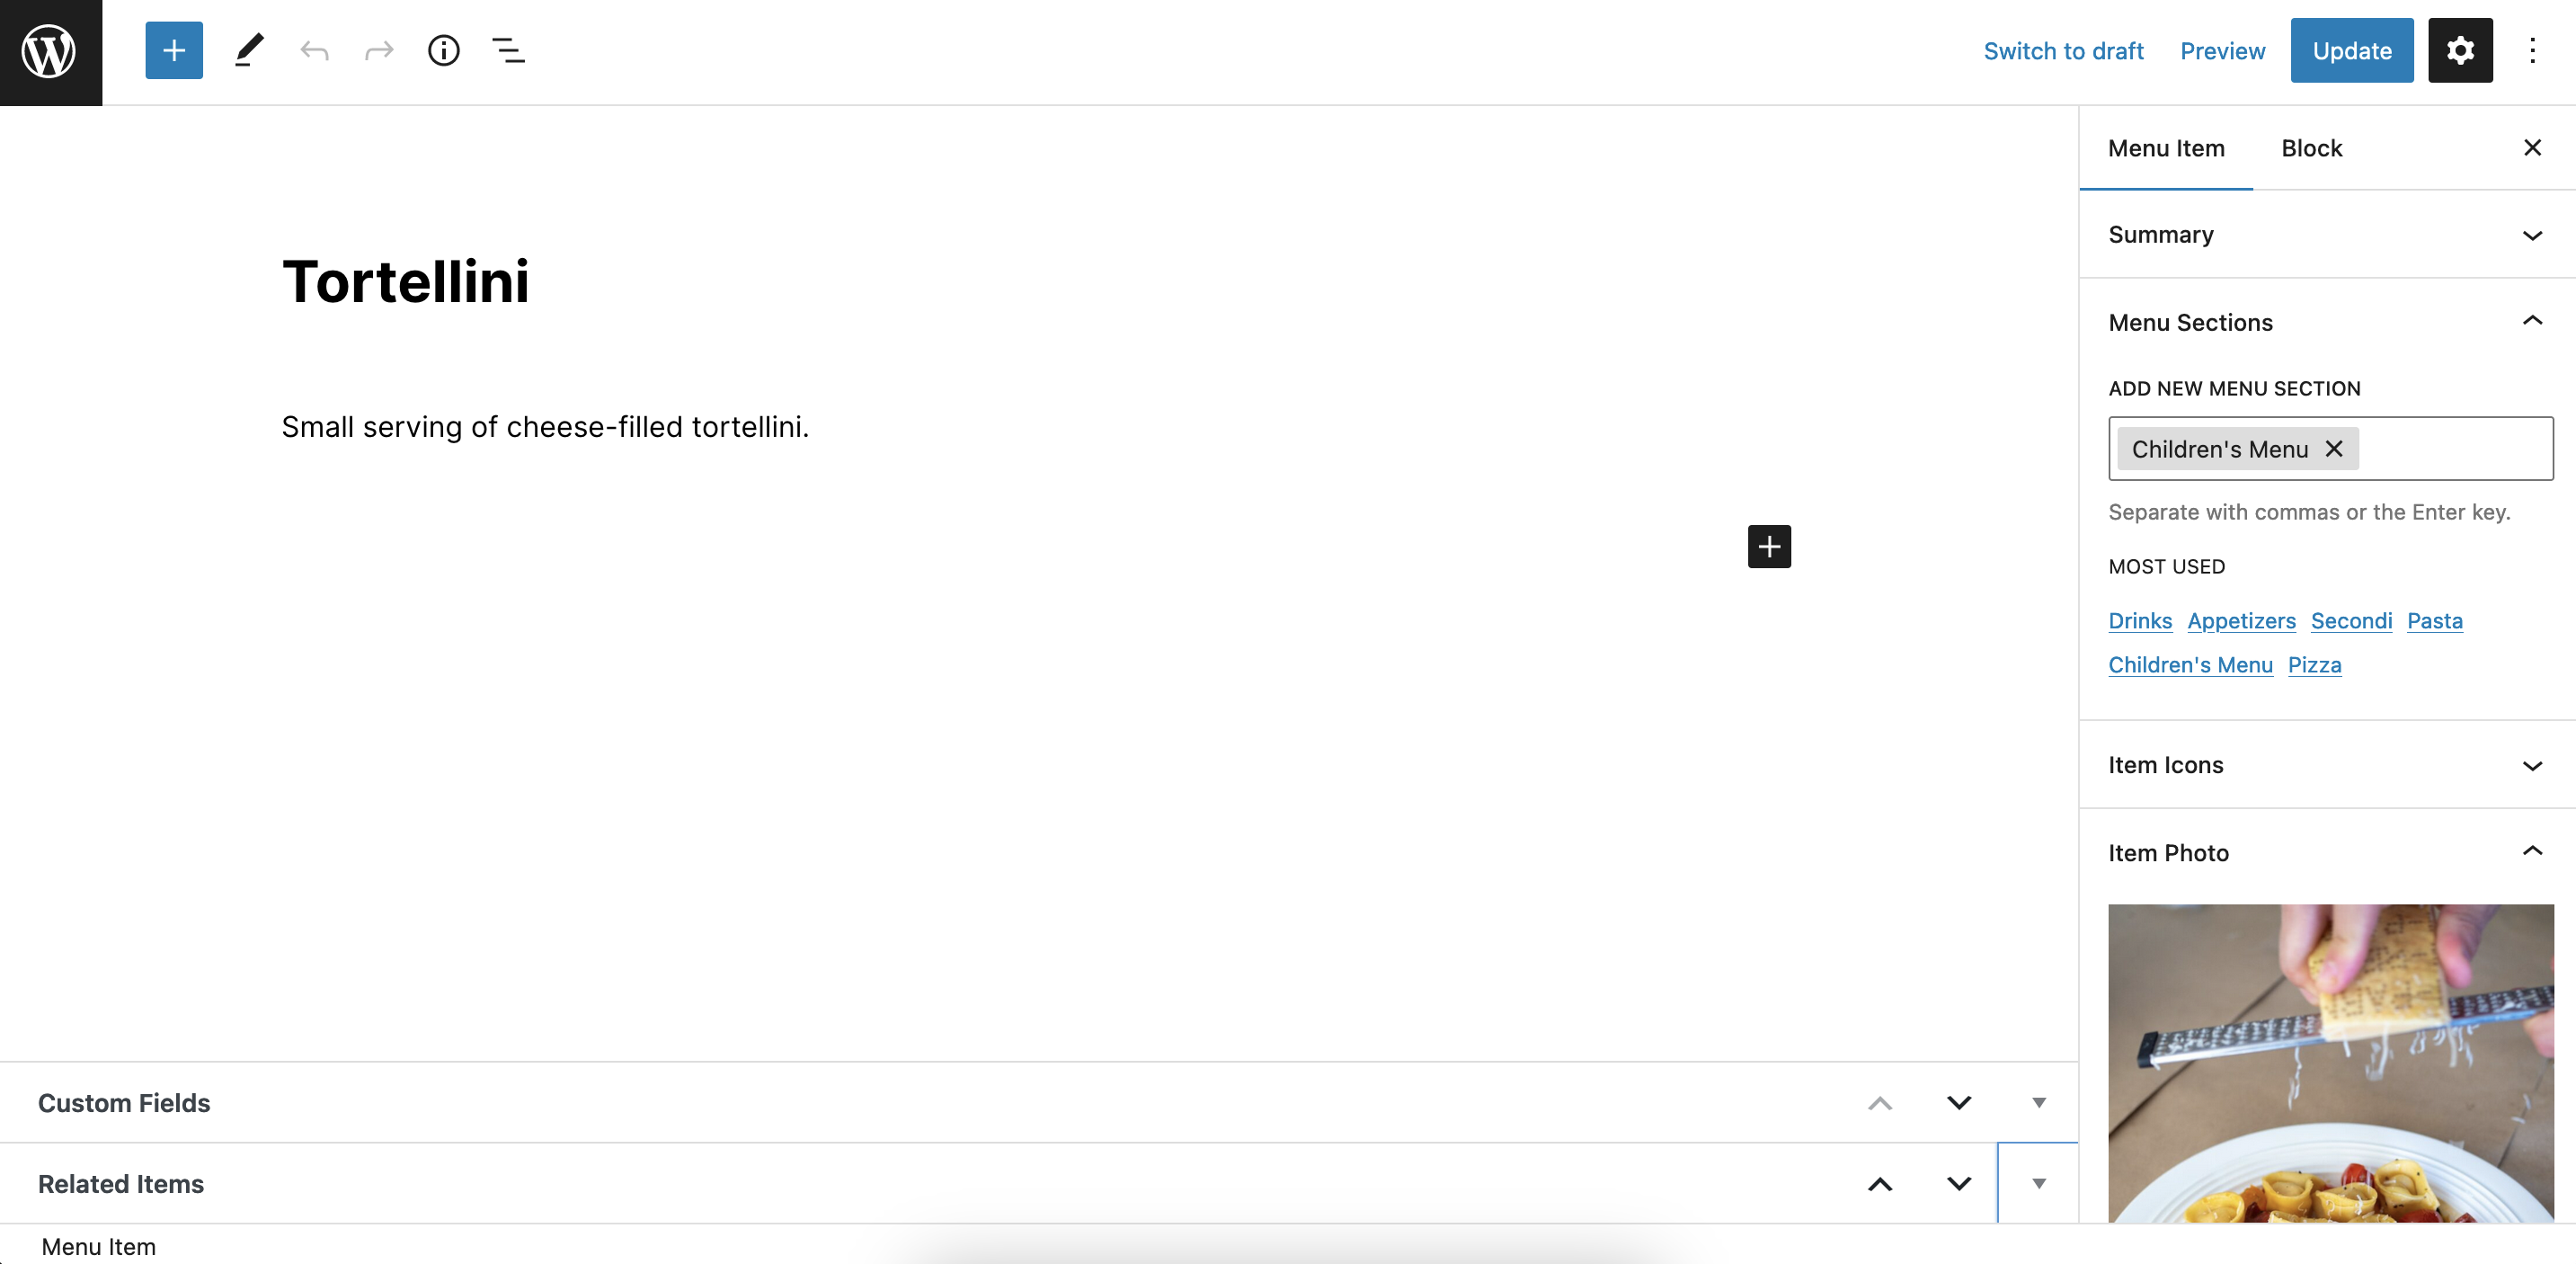 Switch to draft Preview Update
Menu Item Block
Summary
Tortellini
Menu Sections
ADD NEW MENU SECTION
Small serving of cheese-filled tortellini.
Children's Menu
Separate with commas or the Enter key.
MOST USED
Drinks Appetizers Secondi Pasta
Children's Menu Pizza
Item Icons
Item Photo
Custom Fields
Related Items
Menu Item